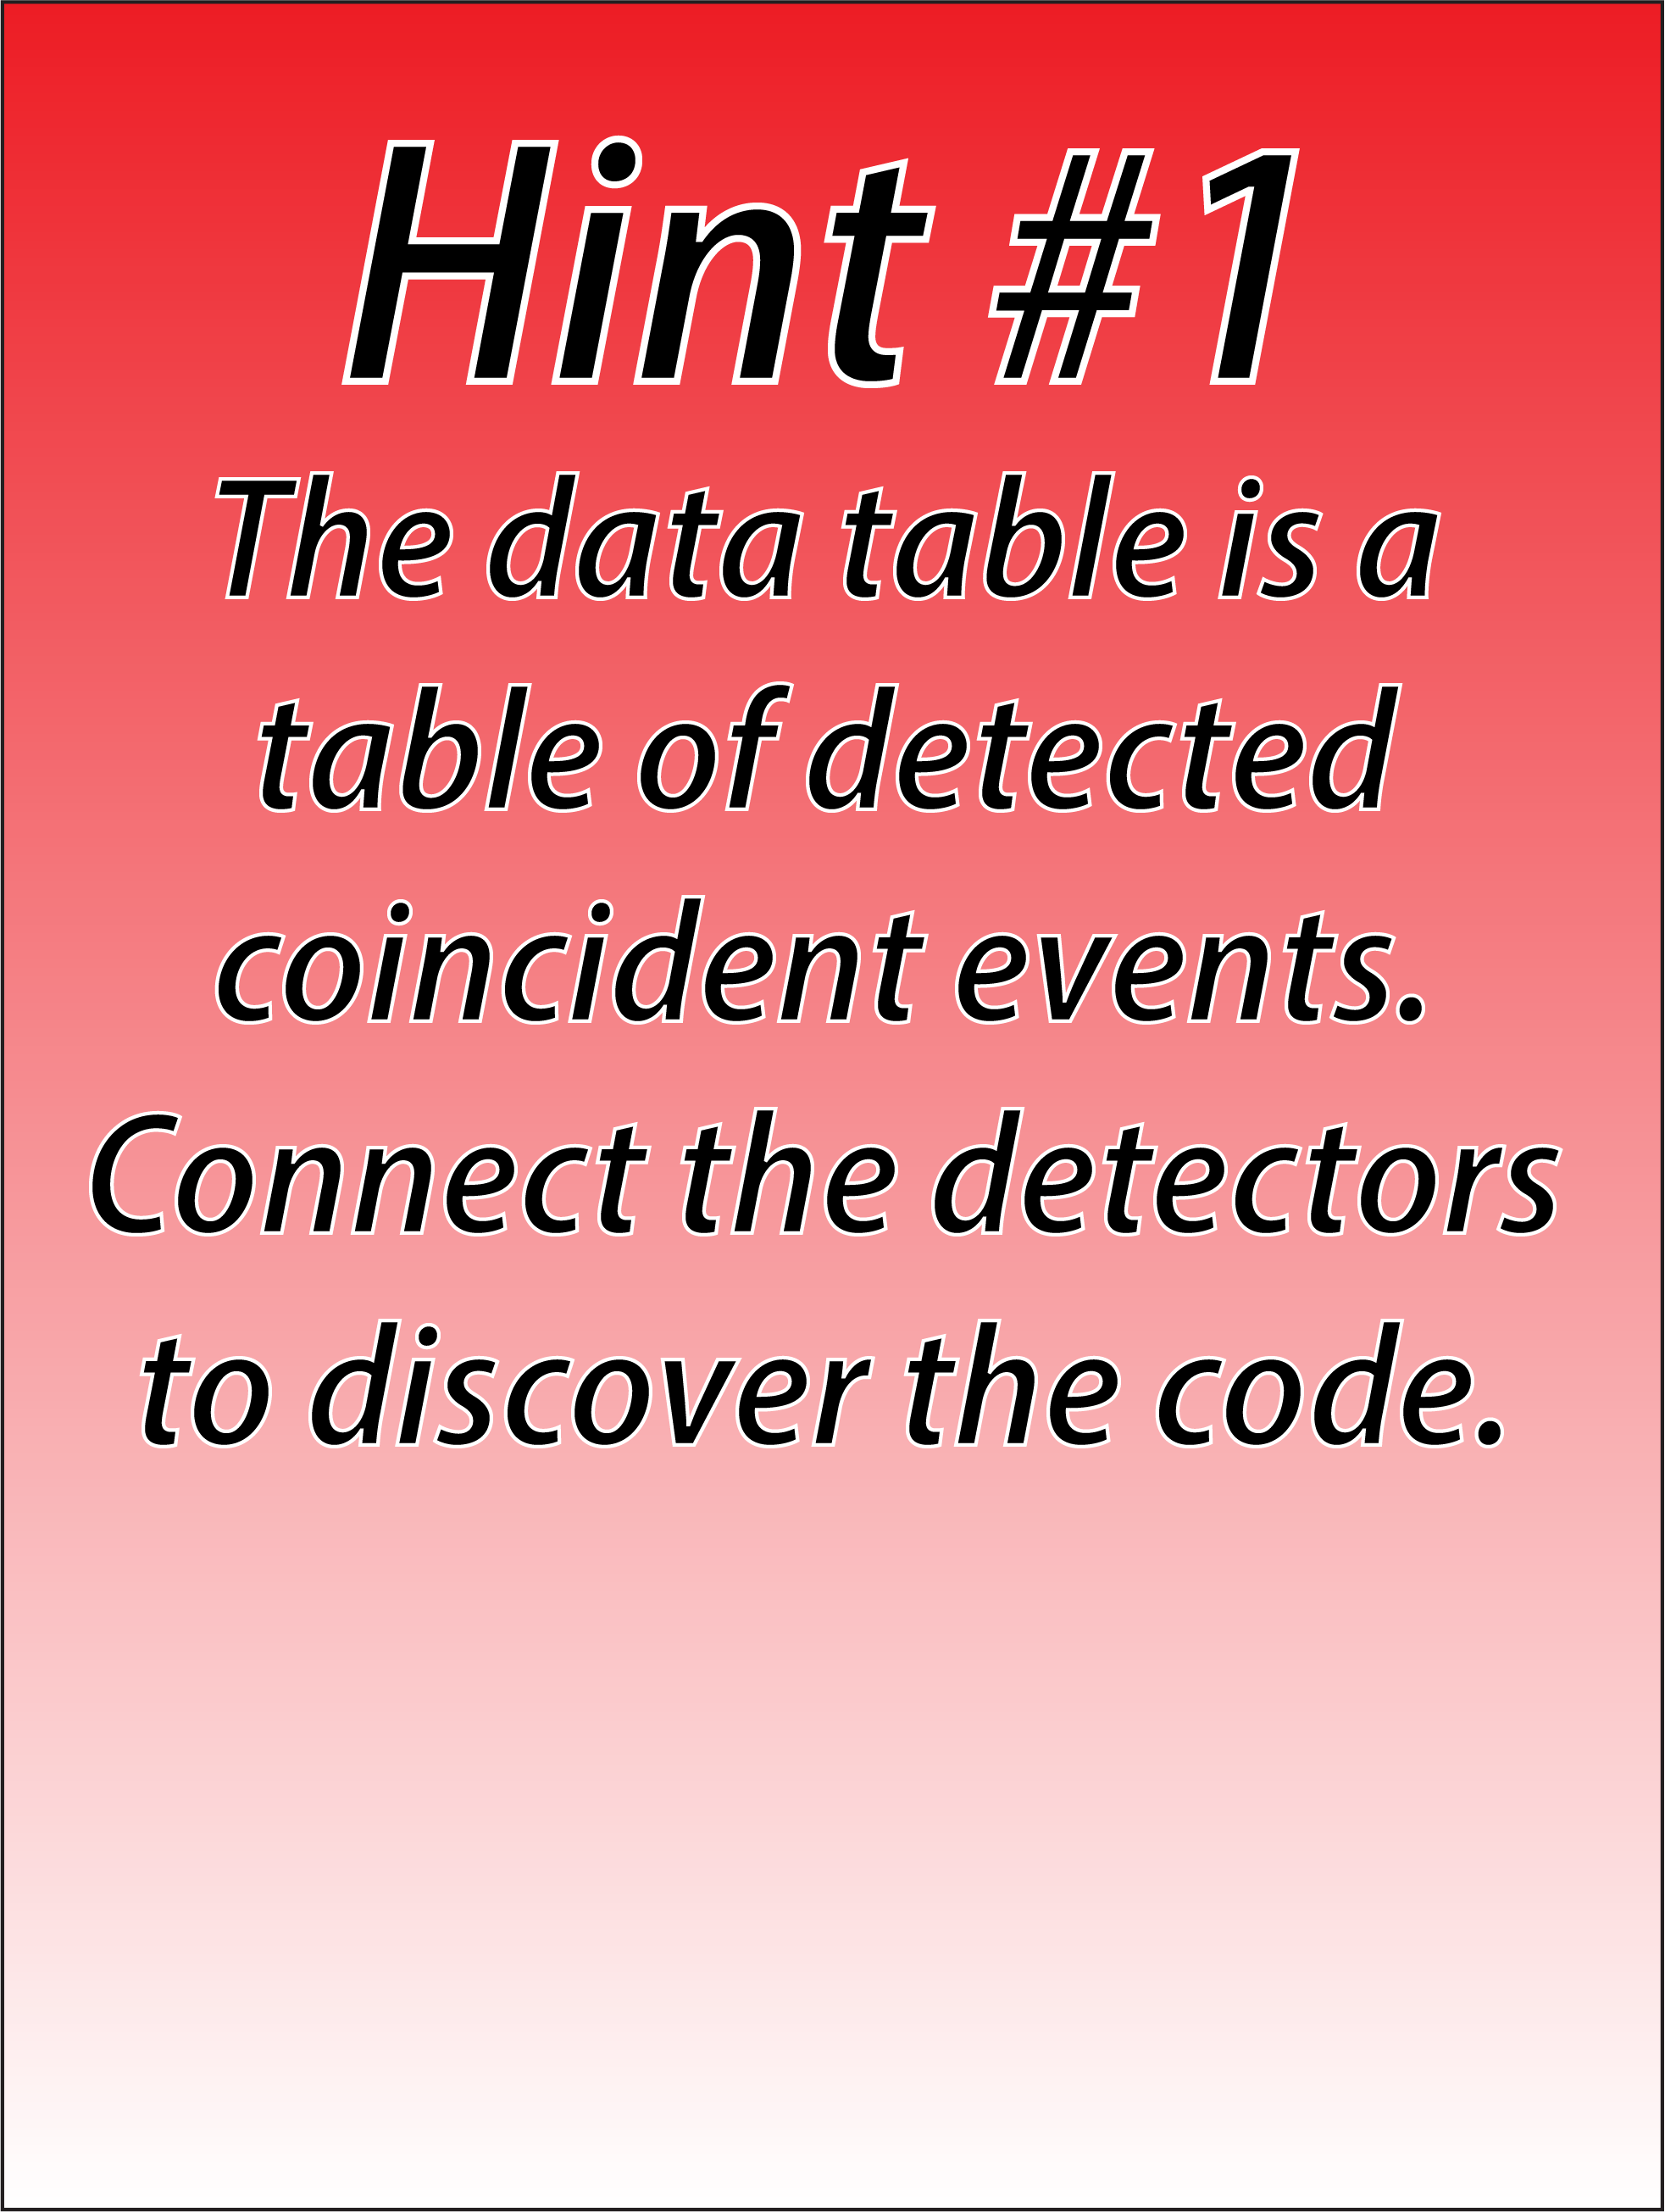 Hint #1
The data table is a
table of detected
coincident events.
Connect the detectors
to discover the code.